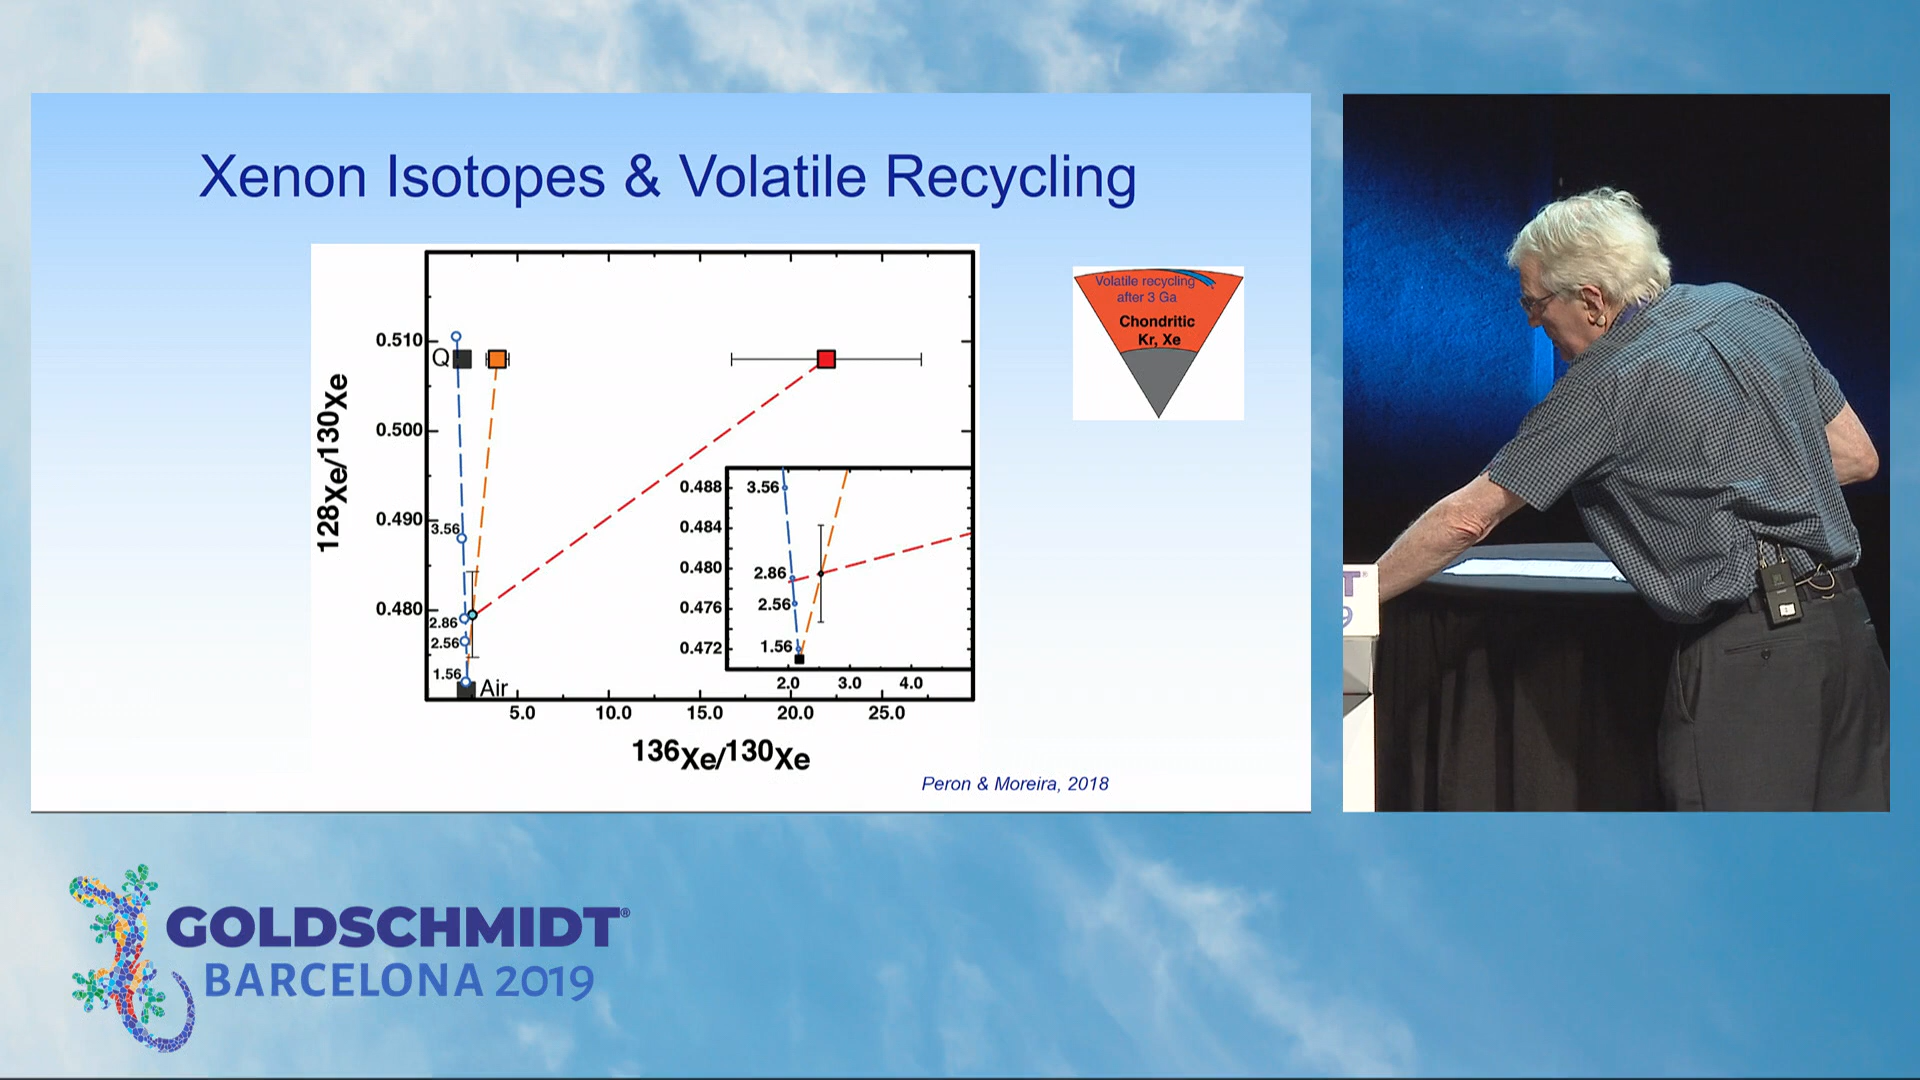 Xenon Isotopes & Volatile Recycling
128Xe/130Xe
0.510
0.500
0.490
0.480
Q
3.56
2.86
2.56
1.56
Air
0.488
0.484
0.480
0.476
0.472
3.56
2.86
2.56
1.56
2.0 3.0 4.0
5.0 10.0 15.0 20.0 25.0
136Xe/130Xe
Peron & Moreira, 2018
Volatile recycling
after 3 Ga
Chondritic
Kr, Xe
T®
9
GOLDSCHMIDT®
BARCELONA 2019